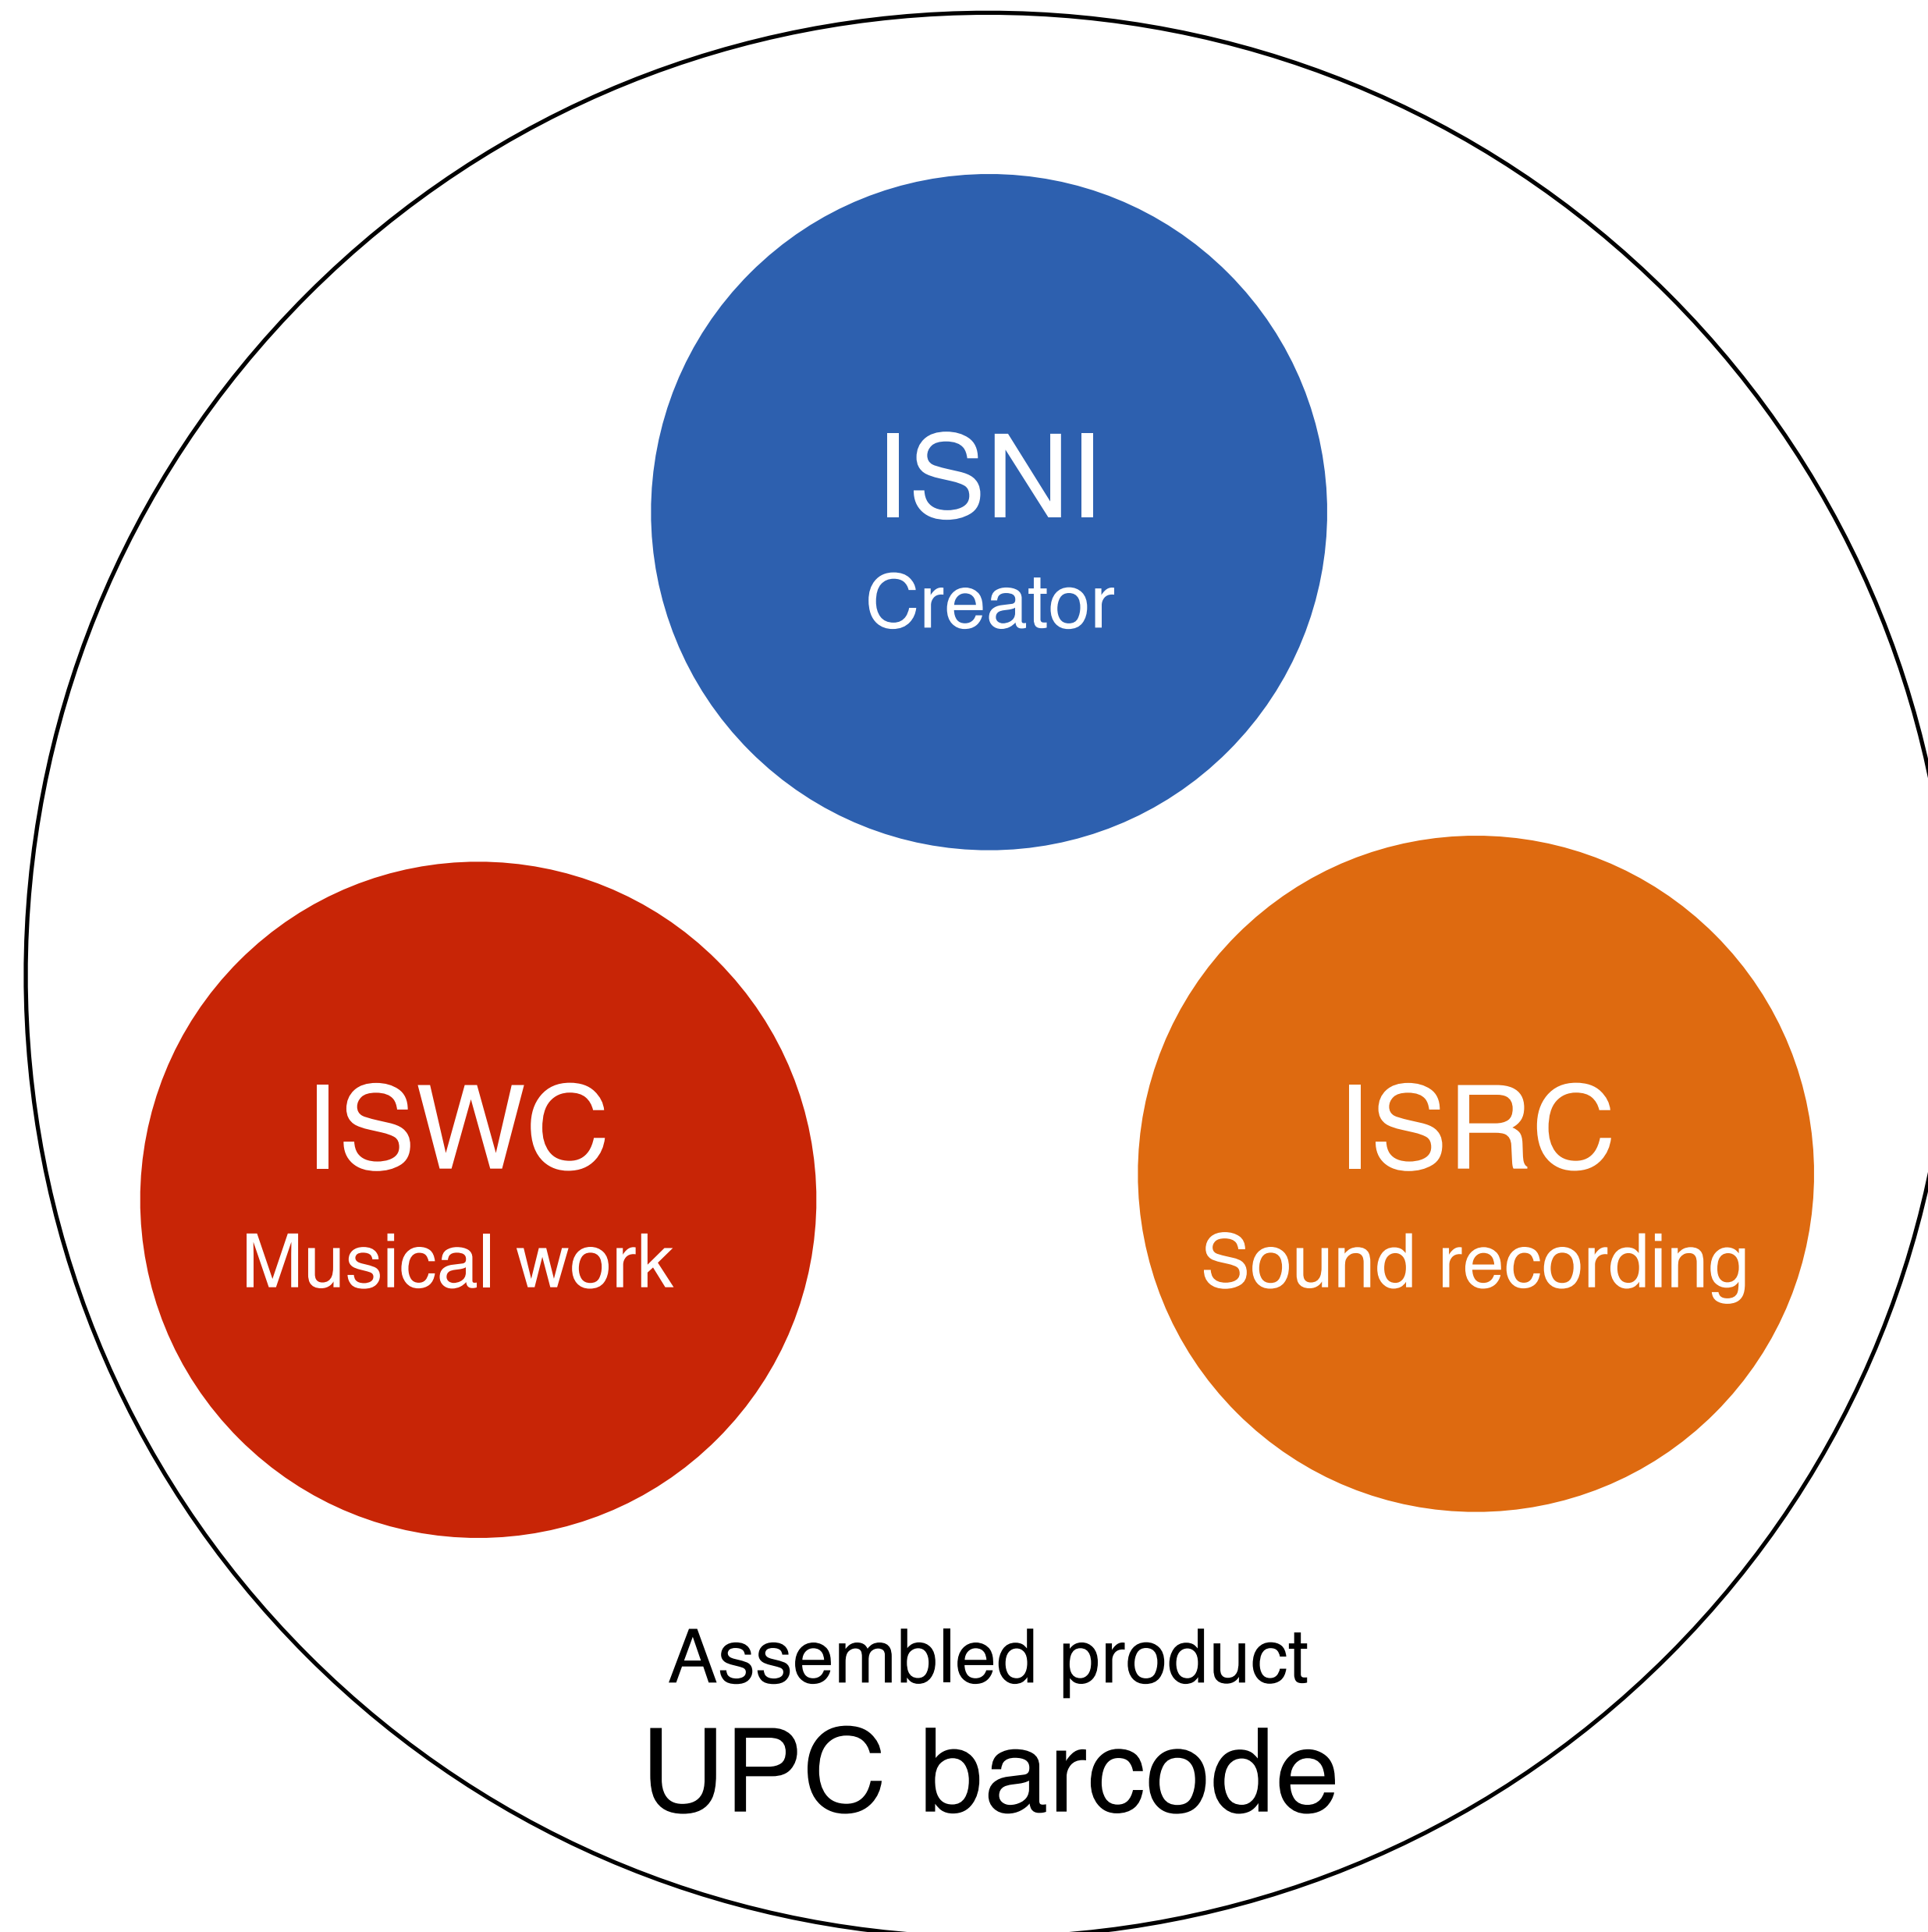 ISNI
Creator
ISWC
Musical work
ISRC
Sound recording
Assembled product
UPC barcode